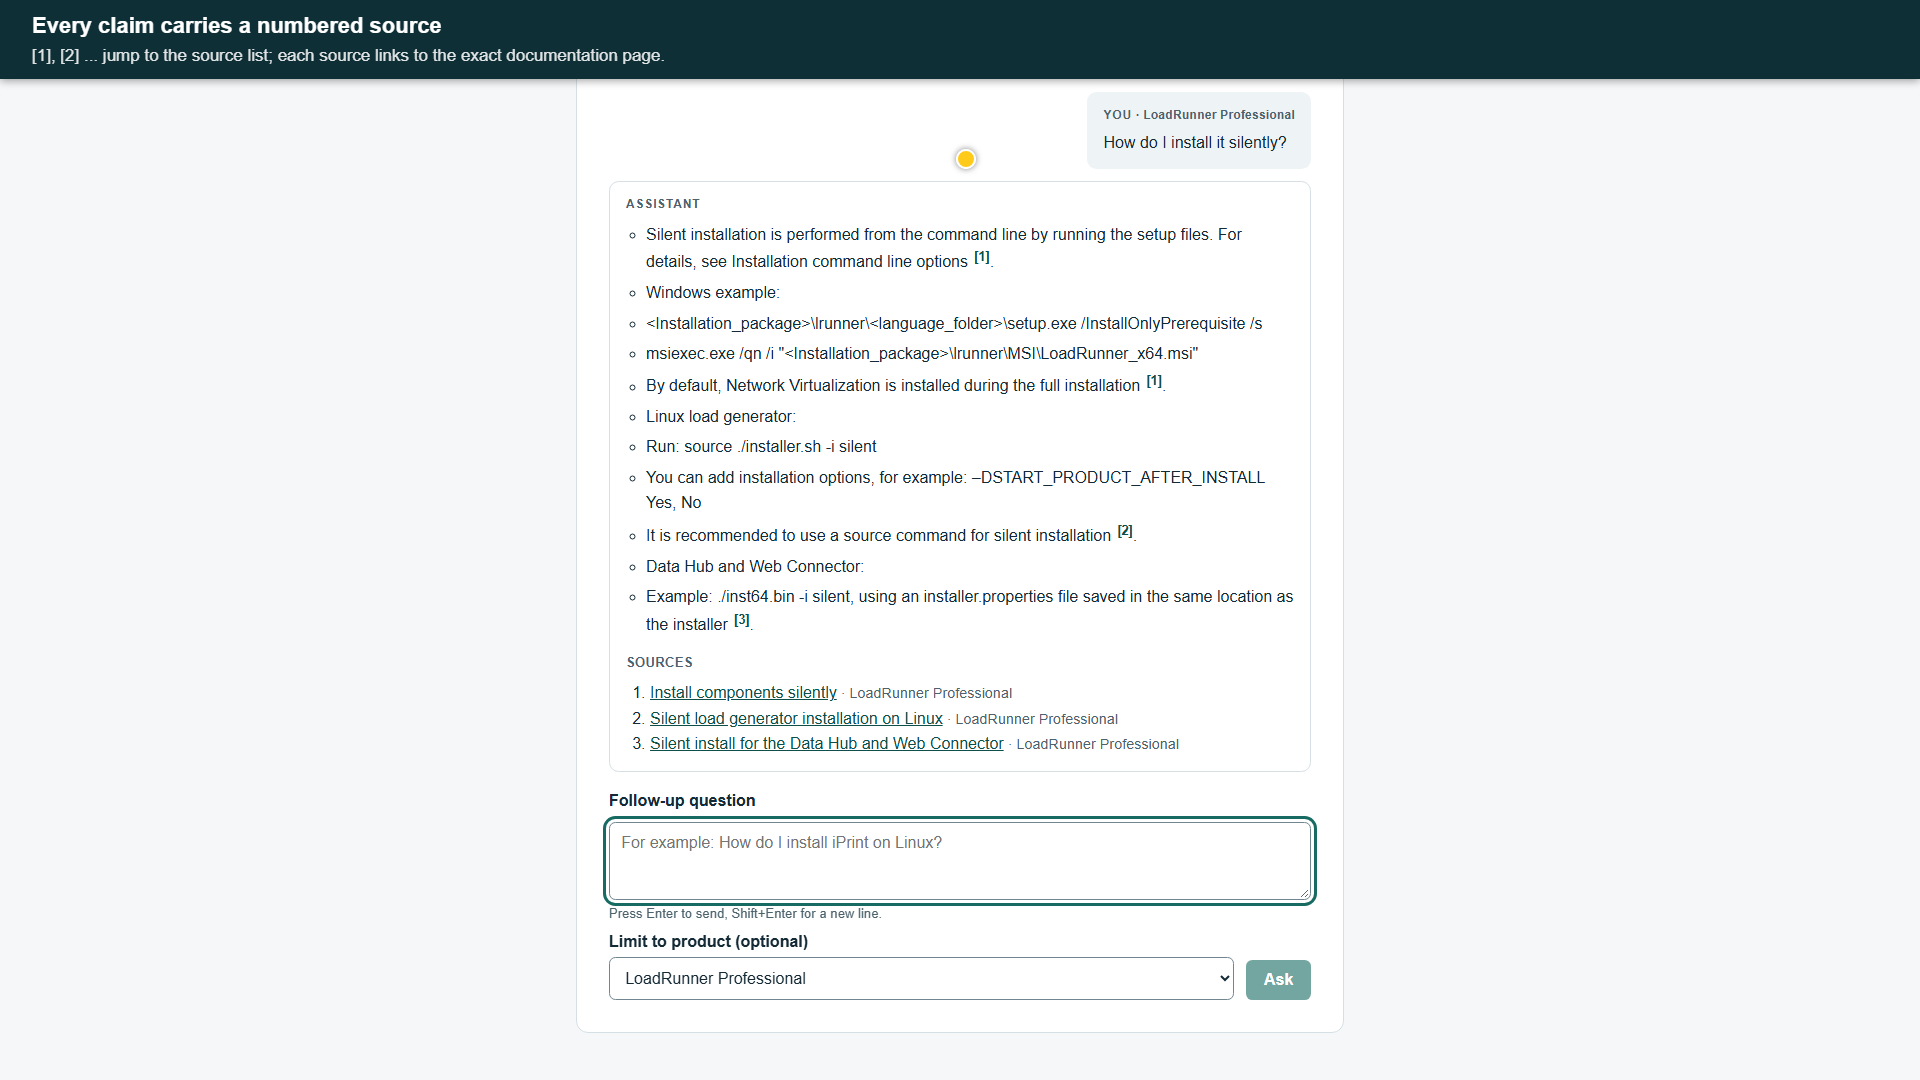 Every claim carries a numbered source
[1], [2] ... jump to the source list; each source links to the exact documentation page.
YOU · LoadRunner Professional
How do I install it silently?
ASSISTANT
Silent installation is performed from the command line by running the setup files. For
details, see Installation command line options [1].
Windows example:
<Installation_package>\lrunner\<language_folder>\setup.exe /InstallOnlyPrerequisite /s
msiexec.exe /qn /i "<Installation_package>\lrunner\MSI\LoadRunner_x64.msi"
By default, Network Virtualization is installed during the full installation [1].
Linux load generator:
Run: source ./installer.sh -i silent
You can add installation options, for example: –DSTART_PRODUCT_AFTER_INSTALL
Yes, No
It is recommended to use a source command for silent installation [2].
Data Hub and Web Connector:
Example: ./inst64.bin -i silent, using an installer.properties file saved in the same location as
the installer [3].
SOURCES
1. Install components silently · LoadRunner Professional
2. Silent load generator installation on Linux · LoadRunner Professional
3. Silent install for the Data Hub and Web Connector · LoadRunner Professional
Follow-up question
For example: How do I install iPrint on Linux?
Press Enter to send, Shift+Enter for a new line.
Limit to product (optional)
LoadRunner Professional
Ask